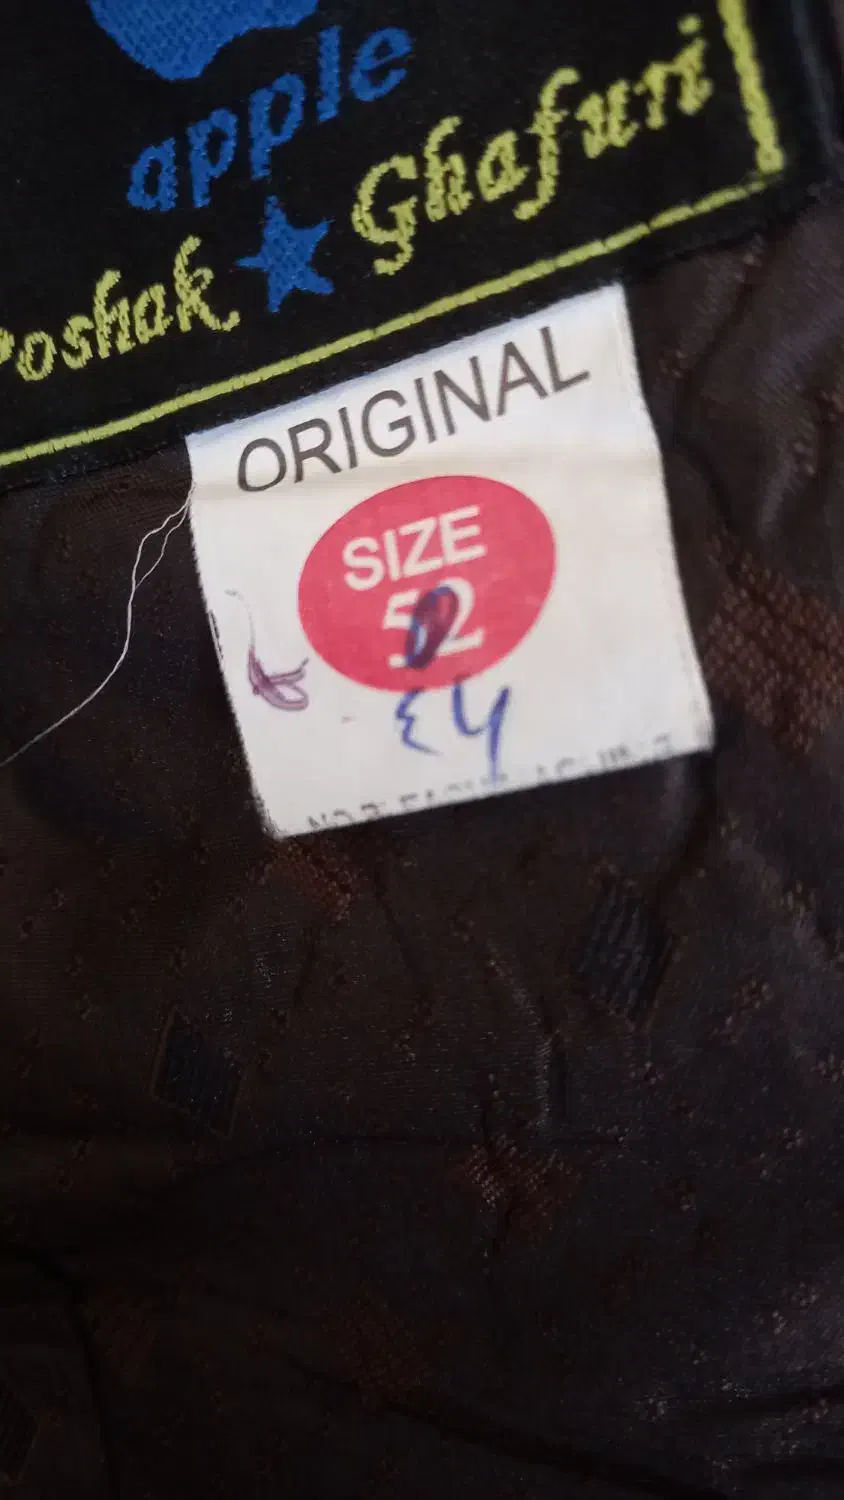 apple
Poshak ★ Ghafuri
ORIGINAL
SIZE
52